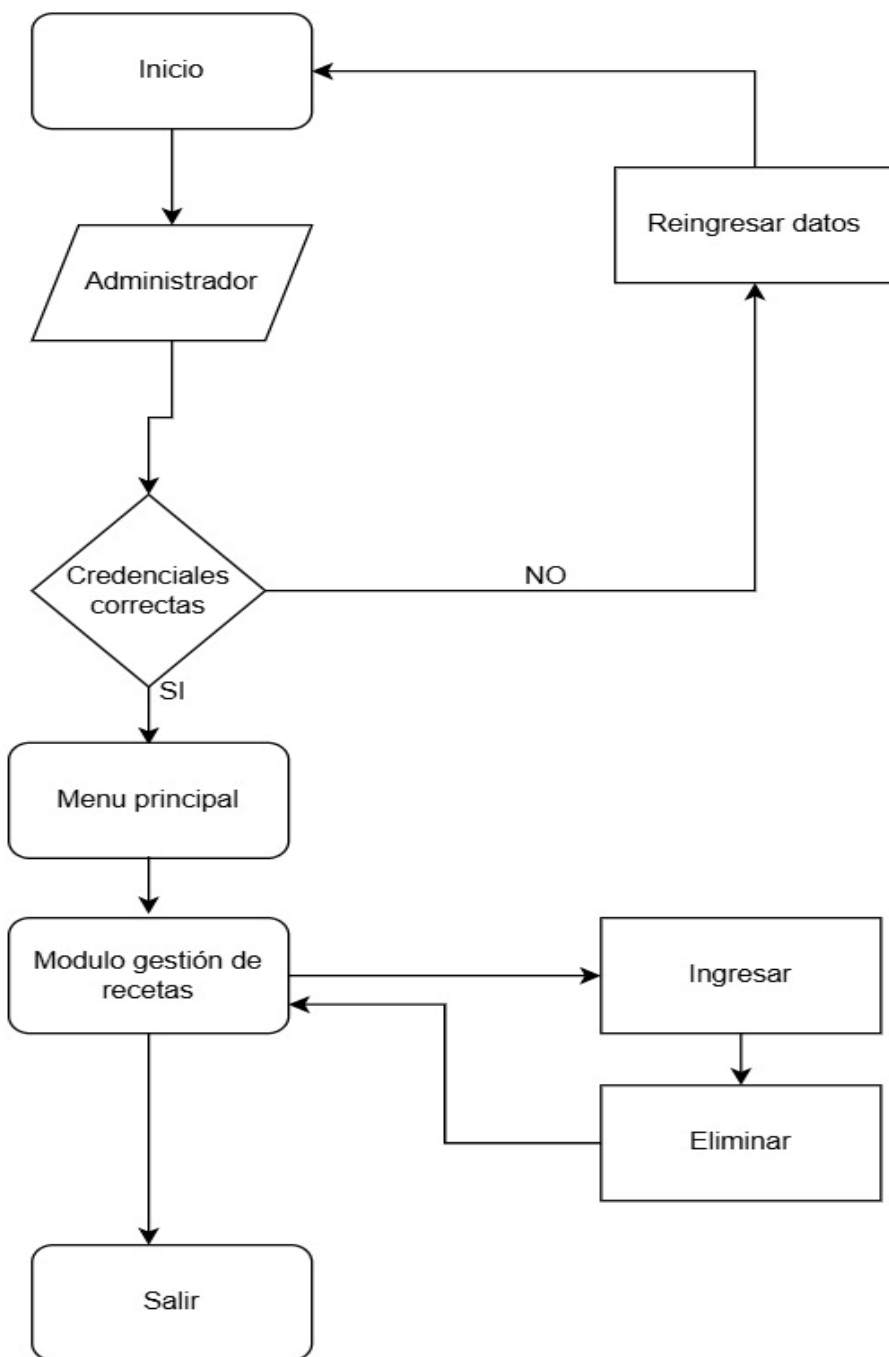 Inicio
Reingresar datos
Administrador
Credenciales
correctas
NO
SI
Menu principal
Modulo gestión de
recetas
Ingresar
Eliminar
Salir